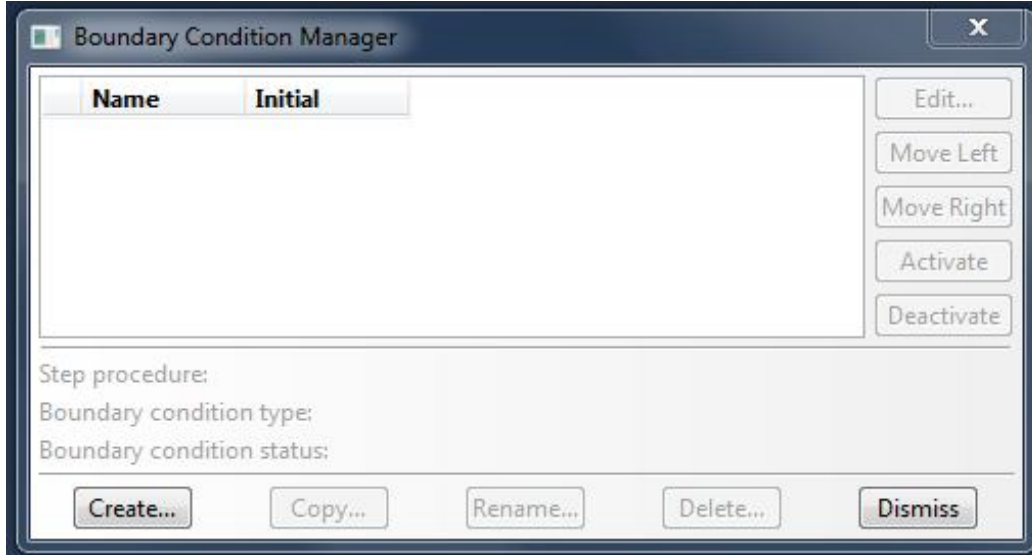 Boundary Condition Manager
X
Name Initial
Edit...
Move Left
Move Right
Activate
Deactivate
Step procedure:
Boundary condition type:
Boundary condition status:
Create... Copy... Rename... Delete... Dismiss